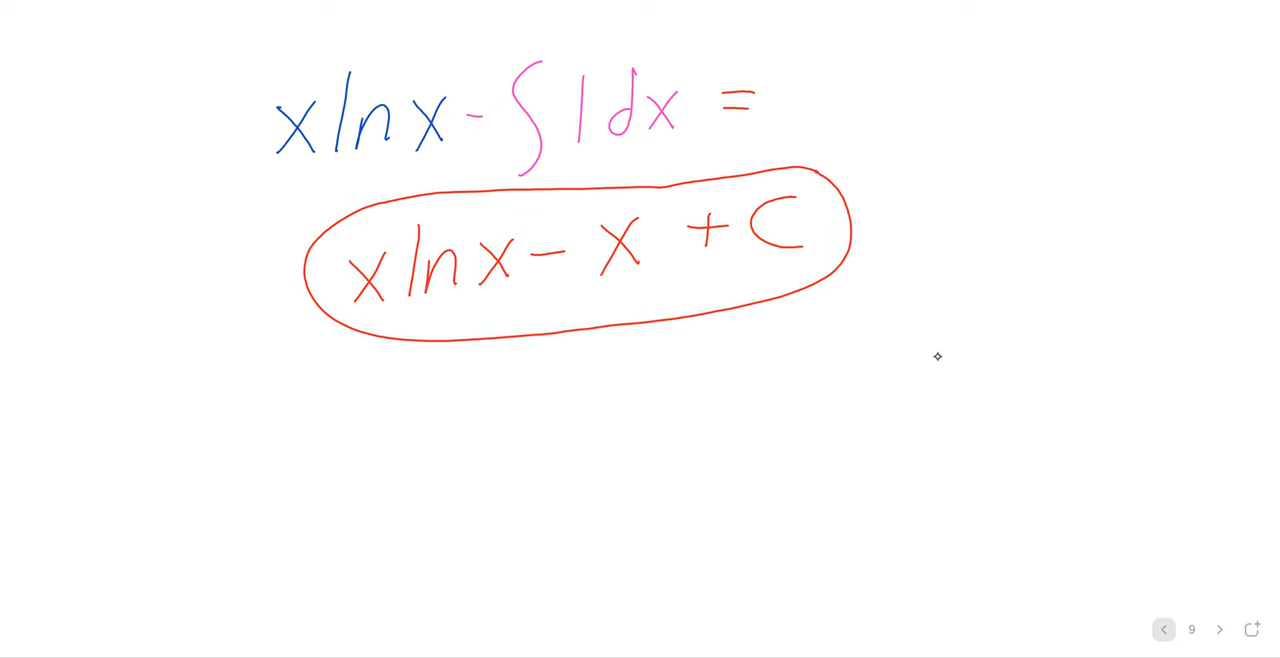 x ln x - ∫ 1 dx =
x ln x - x + C
9